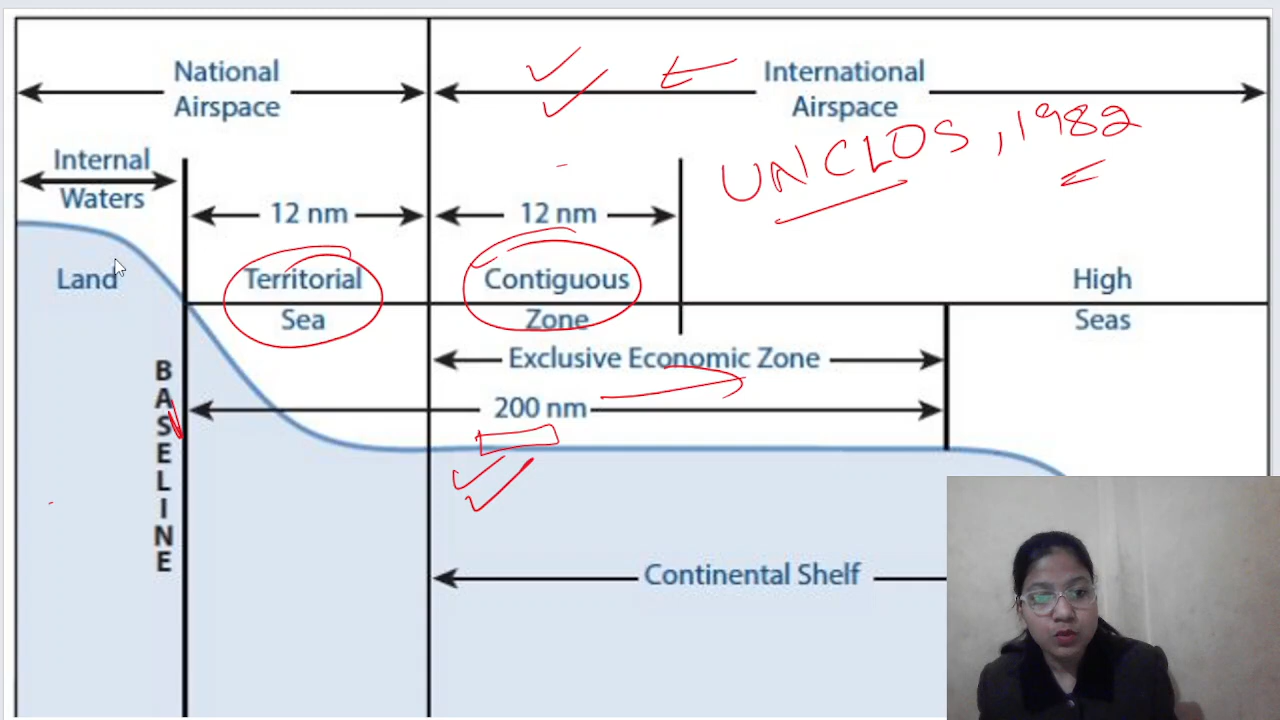 National
Airspace
International
Airspace
UNCLOS, 1982
Internal
Waters
12 nm
12 nm
Land
Territorial
Sea
Contiguous
Zone
High
Seas
Exclusive Economic Zone
200 nm
BASELINE
Continental Shelf